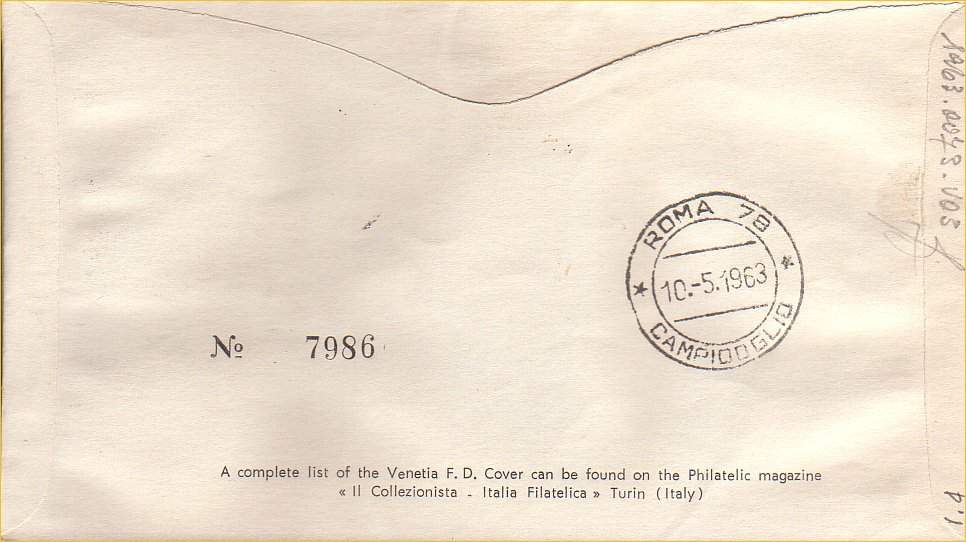 ROMA 78
10.-5.1963
CAMPIDOGLIO
Nº 7986
A complete list of the Venetia F. D. Cover can be found on the Philatelic magazine
« Il Collezionista - Italia Filatelica » Turin (Italy)